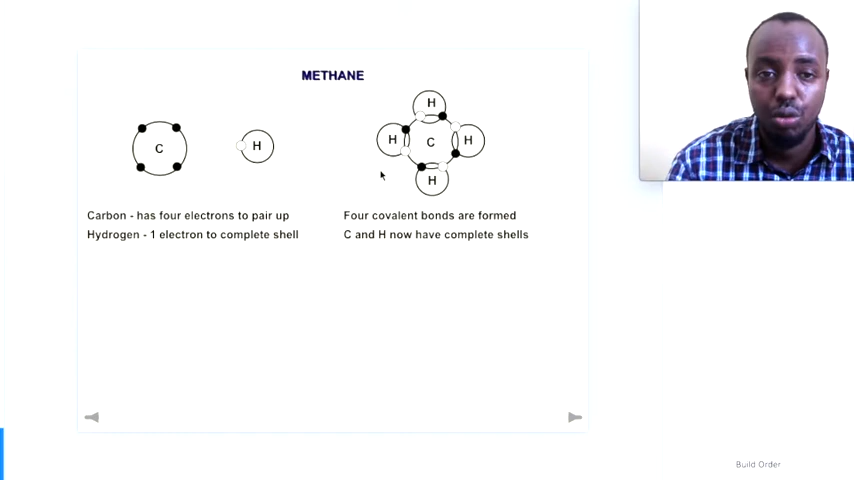 METHANE
H
C
H
H
C
H
H
Carbon - has four electrons to pair up
Hydrogen - 1 electron to complete shell
Four covalent bonds are formed
C and H now have complete shells
Build Order